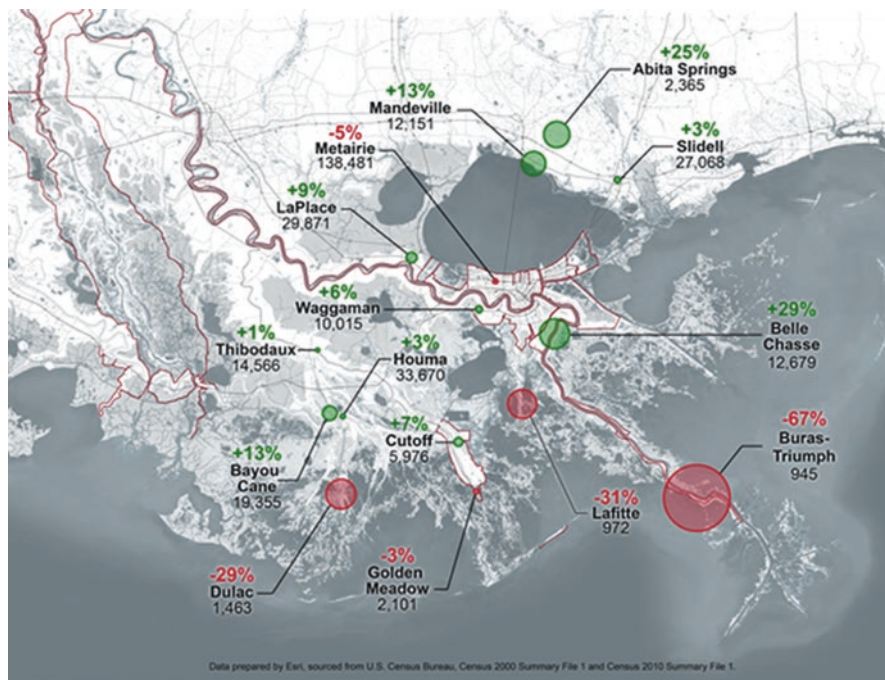 +25%
Abita Springs
2,365
+13%
Mandeville
12,151
-5%
Metairie
138,481
+3%
Slidell
27,068
+9%
LaPlace
29,871
+6%
Waggaman
10,015
+29%
Belle
Chasse
12,679
+1%
Thibodaux
14,566
+3%
Houma
33,670
-67%
Buras-
Triumph
945
+7%
Cutoff
5,976
+13%
Bayou
Cane
19,355
-31%
Lafitte
972
-3%
Golden
Meadow
2,101
-29%
Dulac
1,463
Data prepared by Esri, sourced from U.S. Census Bureau, Census 2000 Summary File 1 and Census 2010 Summary File 1.